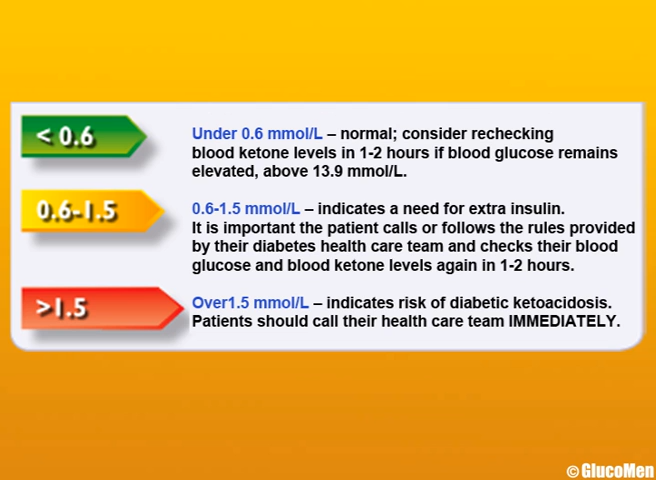 < 0.6
Under 0.6 mmol/L – normal; consider rechecking
blood ketone levels in 1-2 hours if blood glucose remains
elevated, above 13.9 mmol/L.
0.6-1.5
0.6-1.5 mmol/L – indicates a need for extra insulin.
It is important the patient calls or follows the rules provided
by their diabetes health care team and checks their blood
glucose and blood ketone levels again in 1-2 hours.
>1.5
Over1.5 mmol/L – indicates risk of diabetic ketoacidosis.
Patients should call their health care team IMMEDIATELY.
© GlucoMen